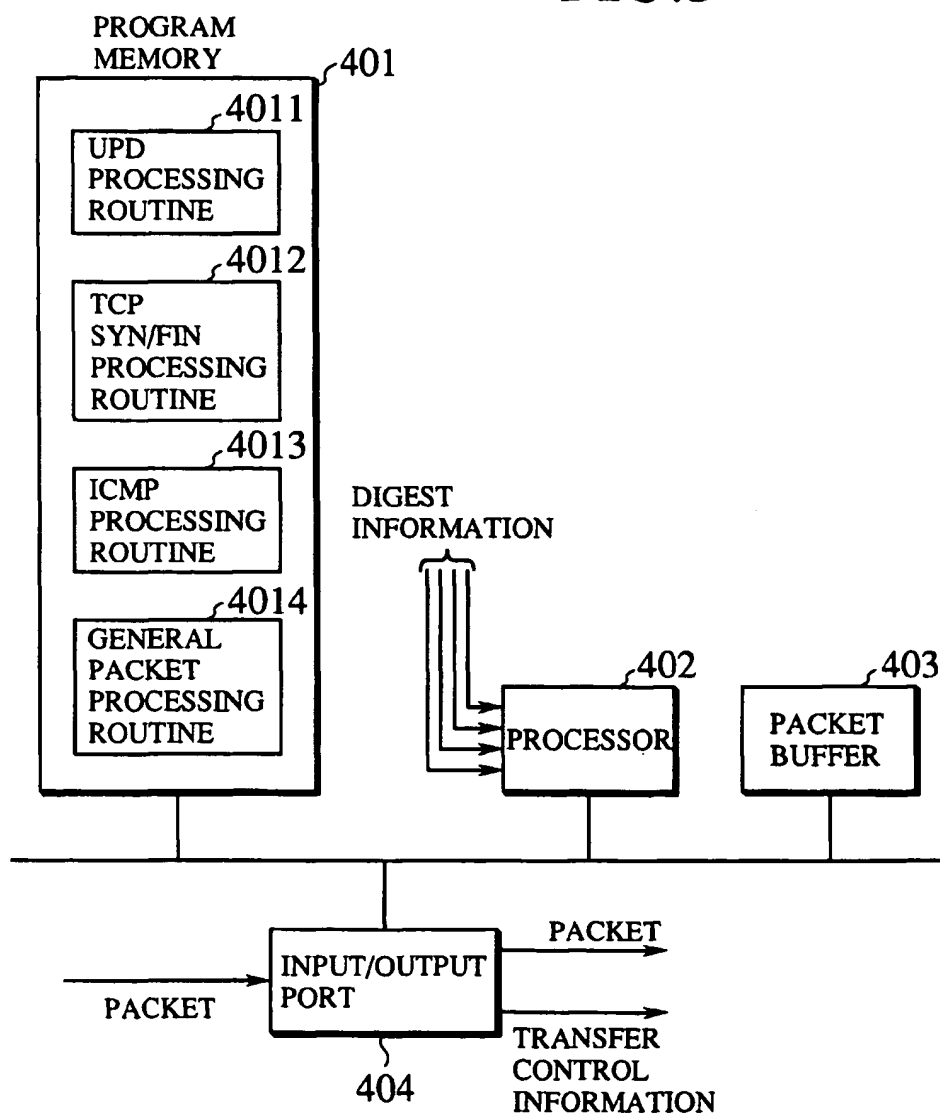 PROGRAM
MEMORY
401
4011
UPD
PROCESSING
ROUTINE
4012
TCP
SYN/FIN
PROCESSING
ROUTINE
4013
ICMP
PROCESSING
ROUTINE
4014
GENERAL
PACKET
PROCESSING
ROUTINE
DIGEST
INFORMATION
402
PROCESSOR
403
PACKET
BUFFER
PACKET
INPUT/OUTPUT
PORT
404
PACKET
TRANSFER
CONTROL
INFORMATION